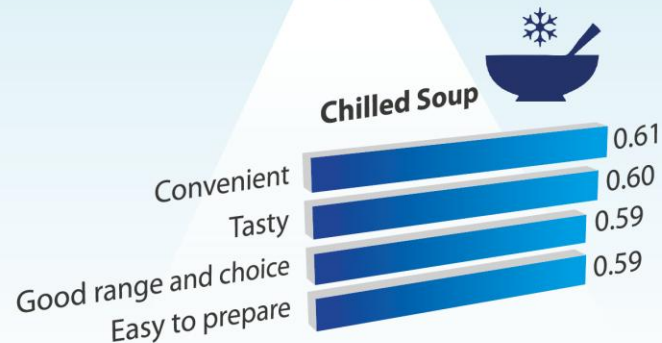 Chilled Soup
Convenient 0.61
Tasty 0.60
Good range and choice 0.59
Easy to prepare 0.59